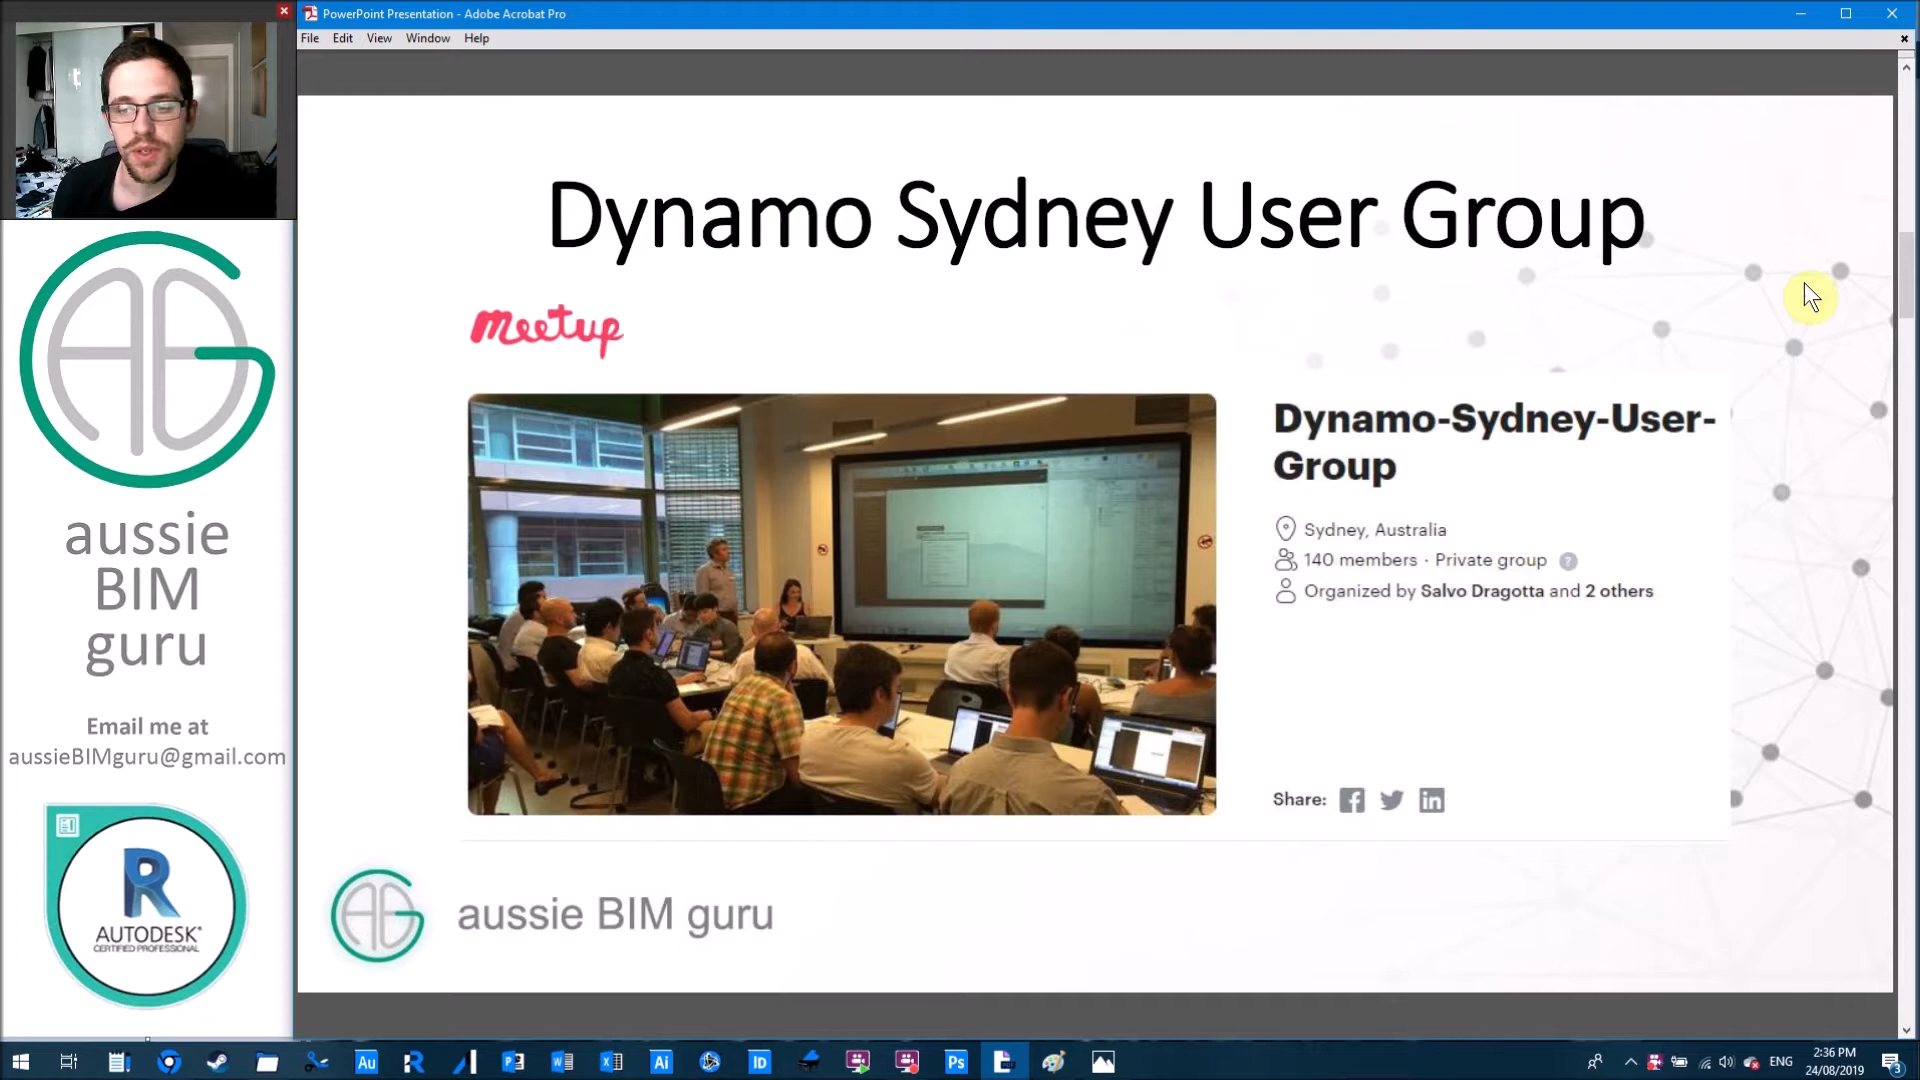 PowerPoint Presentation - Adobe Acrobat Pro
File Edit View Window Help
Dynamo Sydney User Group
Meetup
Dynamo-Sydney-User-
Group
Sydney, Australia
140 members · Private group ?
Organized by Salvo Dragotta and 2 others
Share:
aussie BIM guru
aussie
BIM
guru
Email me at
aussieBIMguru@gmail.com
R
AUTODESK®
CERTIFIED PROFESSIONAL
ENG
2:36 PM
24/08/2019
3